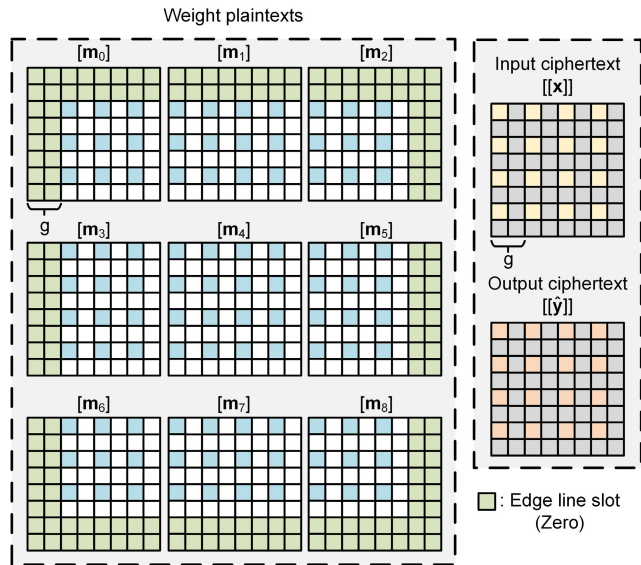 Weight plaintexts
[m₀] [m₁] [m₂]
g
[m₃] [m₄] [m₅]
[m₆] [m₇] [m₈]
Input ciphertext
[[x]]
g
Output ciphertext
[[ŷ]]
: Edge line slot
(Zero)